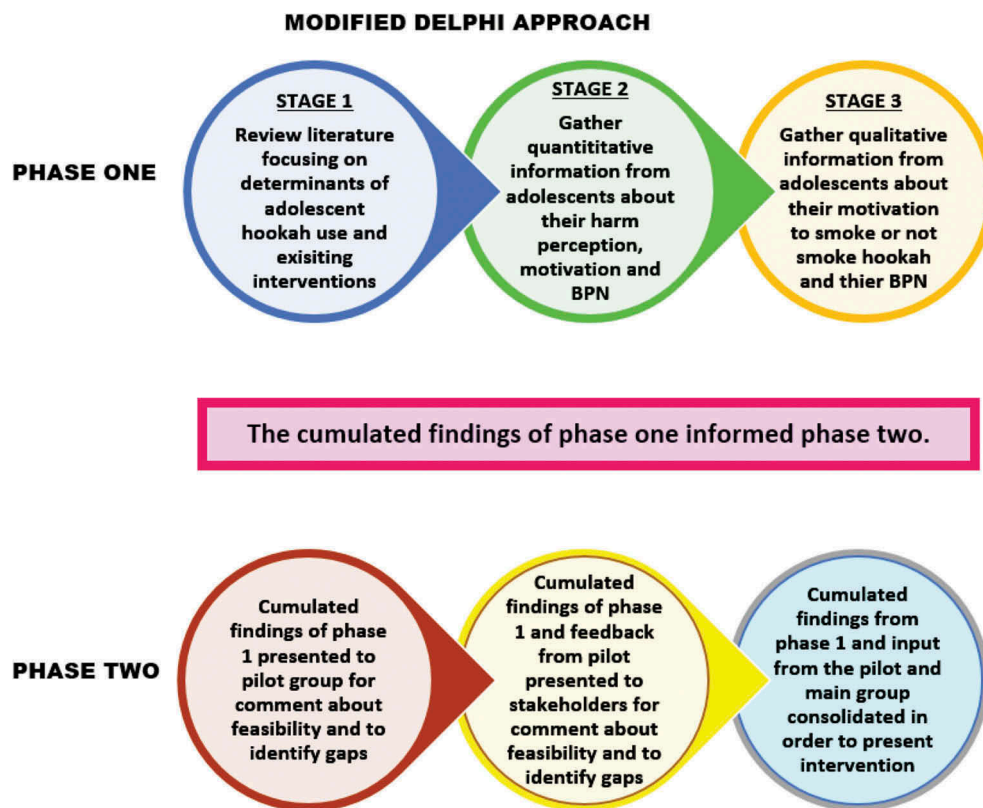 MODIFIED DELPHI APPROACH
PHASE ONE
STAGE 1
Review literature
focusing on
determinants of
adolescent
hookah use and
exisiting
interventions
STAGE 2
Gather
quantititative
information from
adolescents about
their harm
perception,
motivation and
BPN
STAGE 3
Gather qualitative
information from
adolescents about
their motivation
to smoke or not
smoke hookah
and thier BPN
The cumulated findings of phase one informed phase two.
PHASE TWO
Cumulated
findings of phase
1 presented to
pilot group for
comment about
feasibility and to
identify gaps
Cumulated
findings of phase
1 and feedback
from pilot
presented to
stakeholders for
comment about
feasibility and to
identify gaps
Cumulated
findings from
phase 1 and input
from the pilot and
main group
consolidated in
order to present
intervention